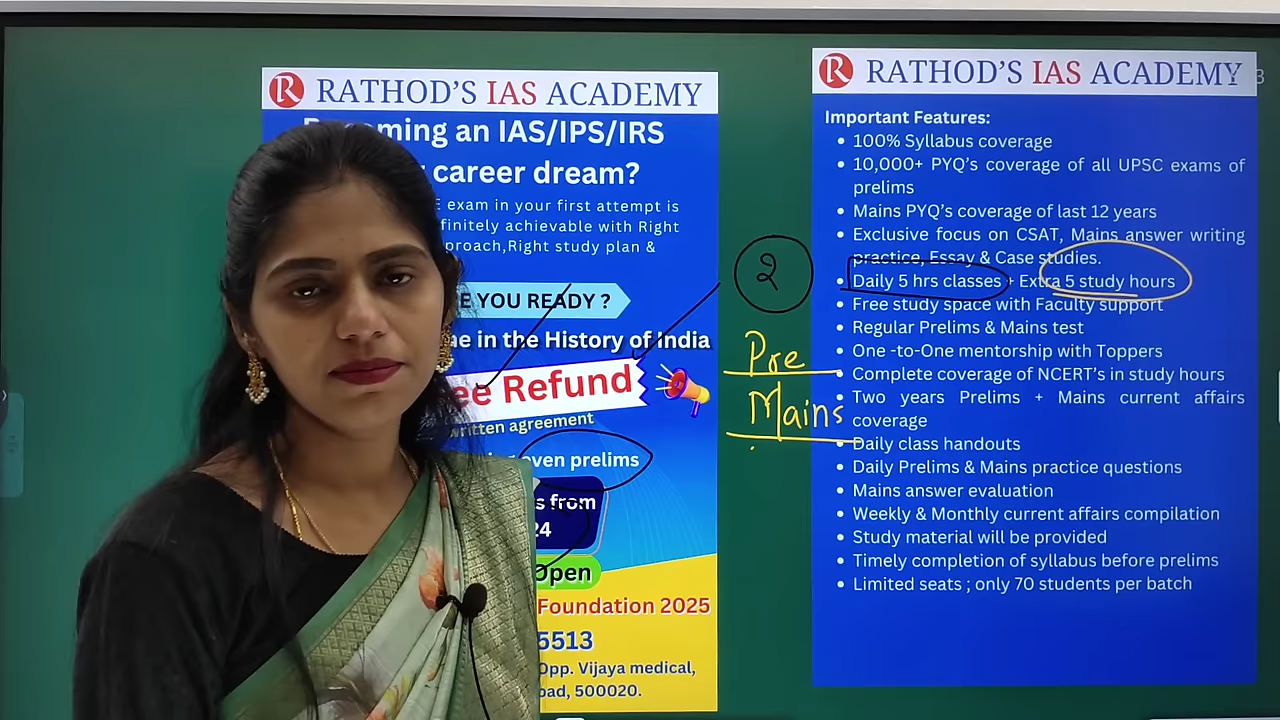 R RATHOD'S IAS ACADEMY
an IAS/IPS/IRS
career dream?
exam in your first attempt is
finitely achievable with Right
proach,Right study plan &
YOU READY ?
in the History of India
Refund
written agreement
even prelims
from
24
Open
Foundation 2025
5513
Opp. Vijaya medical,
500020.
2
Pre
Mains
R RATHOD'S IAS ACADEMY
Important Features:
• 100% Syllabus coverage
• 10,000+ PYQ's coverage of all UPSC exams of
prelims
• Mains PYQ's coverage of last 12 years
• Exclusive focus on CSAT, Mains answer writing
practice, Essay & Case studies.
• Daily 5 hrs classes + Extra 5 study hours
• Free study space with Faculty support
• Regular Prelims & Mains test
• One -to-One mentorship with Toppers
• Complete coverage of NCERT's in study hours
• Two years Prelims + Mains current affairs
coverage
• Daily class handouts
• Daily Prelims & Mains practice questions
• Mains answer evaluation
• Weekly & Monthly current affairs compilation
• Study material will be provided
• Timely completion of syllabus before prelims
• Limited seats ; only 70 students per batch